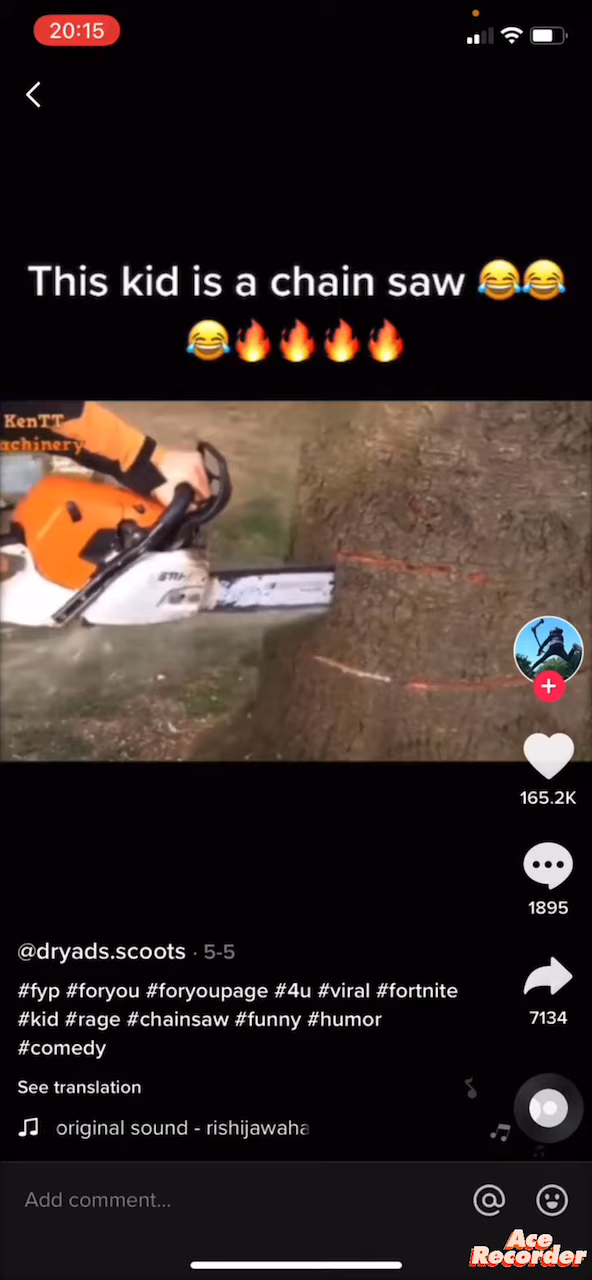 20:15
This kid is a chain saw 😂😂
😂🔥🔥🔥🔥
KenTT
achinery
165.2K
1895
@dryads.scoots · 5-5
7134
#fyp #foryou #foryoupage #4u #viral #fortnite
#kid #rage #chainsaw #funny #humor
#comedy
See translation
original sound - rishijawaha
Add comment...
Ace
Recorder